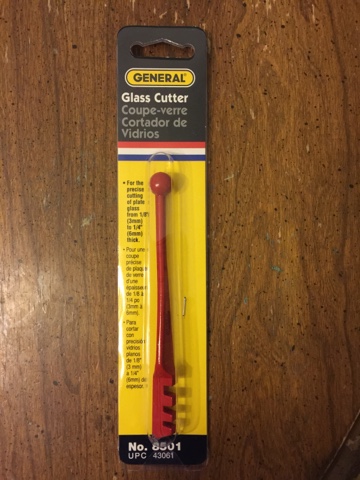 GENERAL®
Glass Cutter
Coupe-verre
Cortador de
Vidrios
• For the
precise
cutting
of plate
glass
from 1/8"
(3mm)
to 1/4"
(6mm)
thick.
• Pour une
coupe
précise
de plaque
de verre
d'une
épaisseur
de 1/8 à
1/4 po
(3mm à
6mm).
• Para
cortar
con
precisión
vidrios
planos
de 1/8"
(3 mm)
a 1/4"
(6mm) de
espesor.
No. 8501
UPC 43061